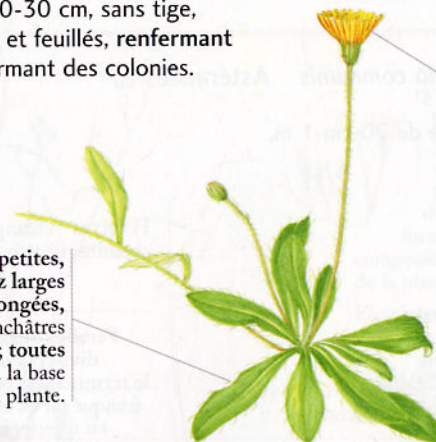 0-30 cm, sans tige,
et feuillés, renfermant
rmant des colonies.
petites,
z larges
ongées,
nchâtres
; toutes
la base
plante.